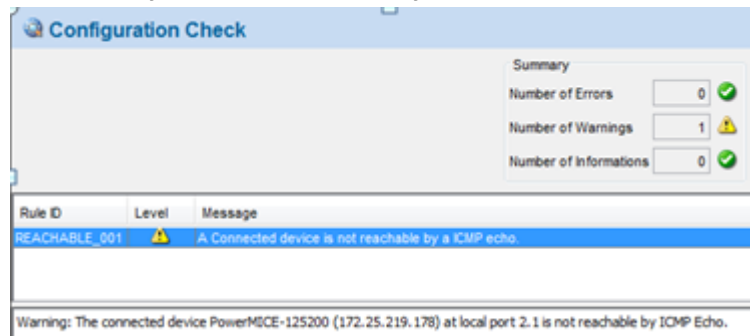 Configuration Check
Summary
Number of Errors 0
Number of Warnings 1
Number of Informations 0
Rule ID Level Message
REACHABLE_001 A Connected device is not reachable by a ICMP echo.
Warning: The connected device PowerMICE-125200 (172.25.219.178) at local port 2.1 is not reachable by ICMP Echo.